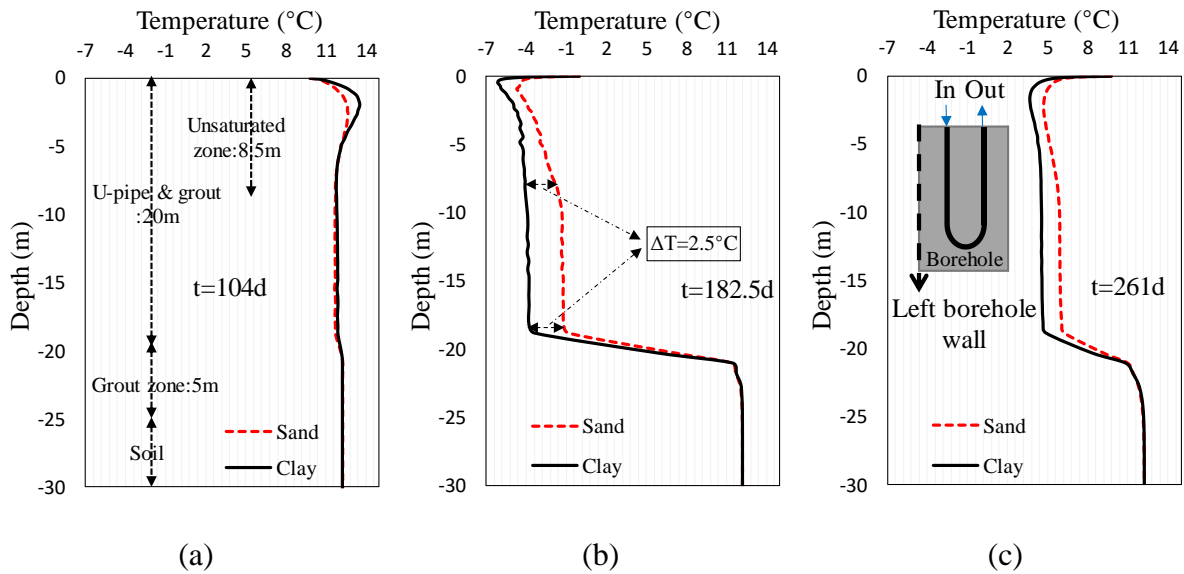 Temperature (°C)
-7 -4 -1 2 5 8 11 14
0
-5
-10
-15
-20
-25
-30
Depth (m)
Unsaturated
zone:8.5m
U-pipe & grout
:20m
t=104d
Grout zone:5m
Soil
Sand
Clay
(a)
Temperature (°C)
-7 -4 -1 2 5 8 11 14
0
-5
-10
-15
-20
-25
-30
Depth (m)
ΔT=2.5°C
t=182.5d
Sand
Clay
(b)
Temperature (°C)
-7 -4 -1 2 5 8 11 14
0
-5
-10
-15
-20
-25
-30
Depth (m)
In Out
Borehole
t=261d
Left borehole
wall
Sand
Clay
(c)